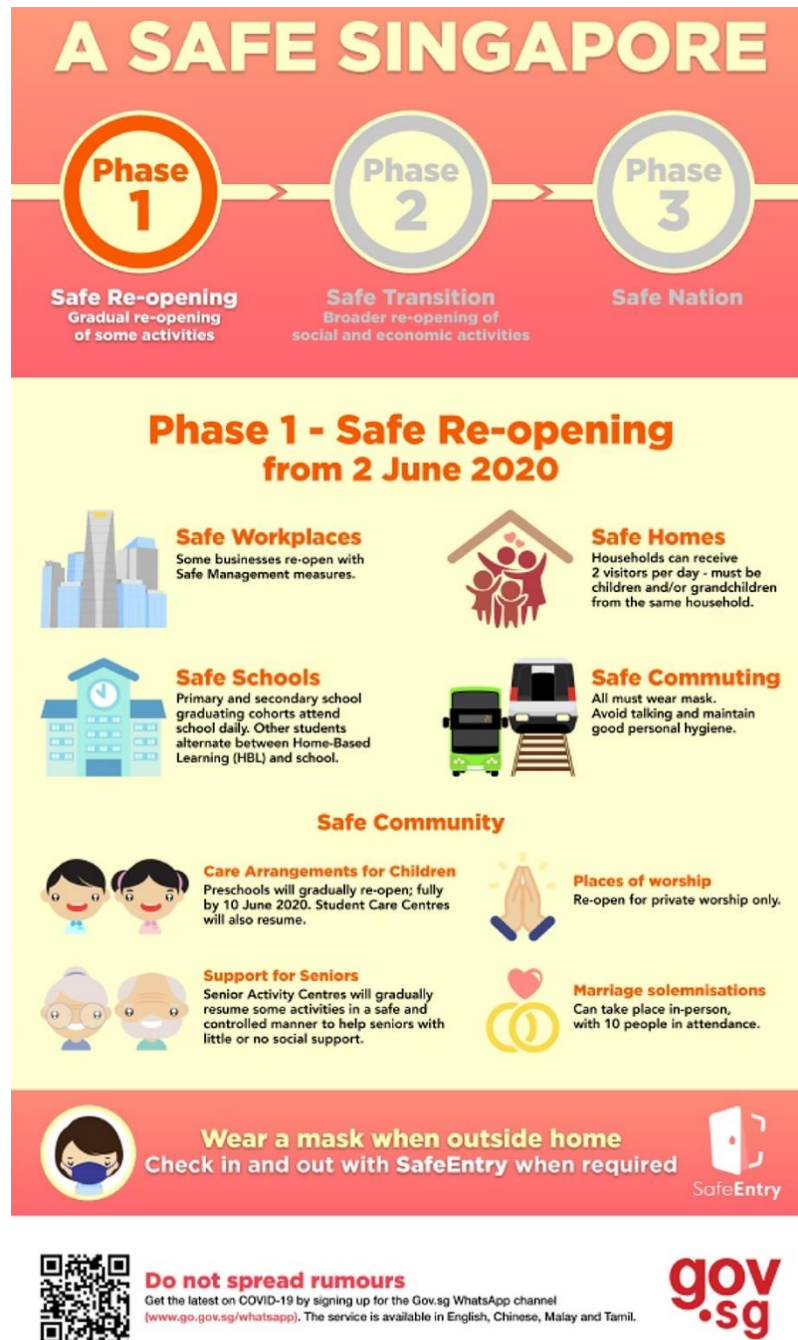 A SAFE SINGAPORE
Phase
1
Phase
2
Phase
3
Safe Re-opening
Gradual re-opening
of some activities
Safe Transition
Broader re-opening of
social and economic activities
Safe Nation
Phase 1 - Safe Re-opening
from 2 June 2020
Safe Workplaces
Some businesses re-open with
Safe Management measures.
Safe Homes
Households can receive
2 visitors per day - must be
children and/or grandchildren
from the same household.
Safe Schools
Primary and secondary school
graduating cohorts attend
school daily. Other students
alternate between Home-Based
Learning (HBL) and school.
Safe Commuting
All must wear mask.
Avoid talking and maintain
good personal hygiene.
Safe Community
Care Arrangements for Children
Preschools will gradually re-open; fully
by 10 June 2020. Student Care Centres
will also resume.
Places of worship
Re-open for private worship only.
Support for Seniors
Senior Activity Centres will gradually
resume some activities in a safe and
controlled manner to help seniors with
little or no social support.
Marriage solemnisations
Can take place in-person,
with 10 people in attendance.
Wear a mask when outside home
Check in and out with SafeEntry when required
SafeEntry
Do not spread rumours
Get the latest on COVID-19 by signing up for the Gov.sg WhatsApp channel
(www.go.gov.sg/whatsapp). The service is available in English, Chinese, Malay and Tamil.
gov
.sg